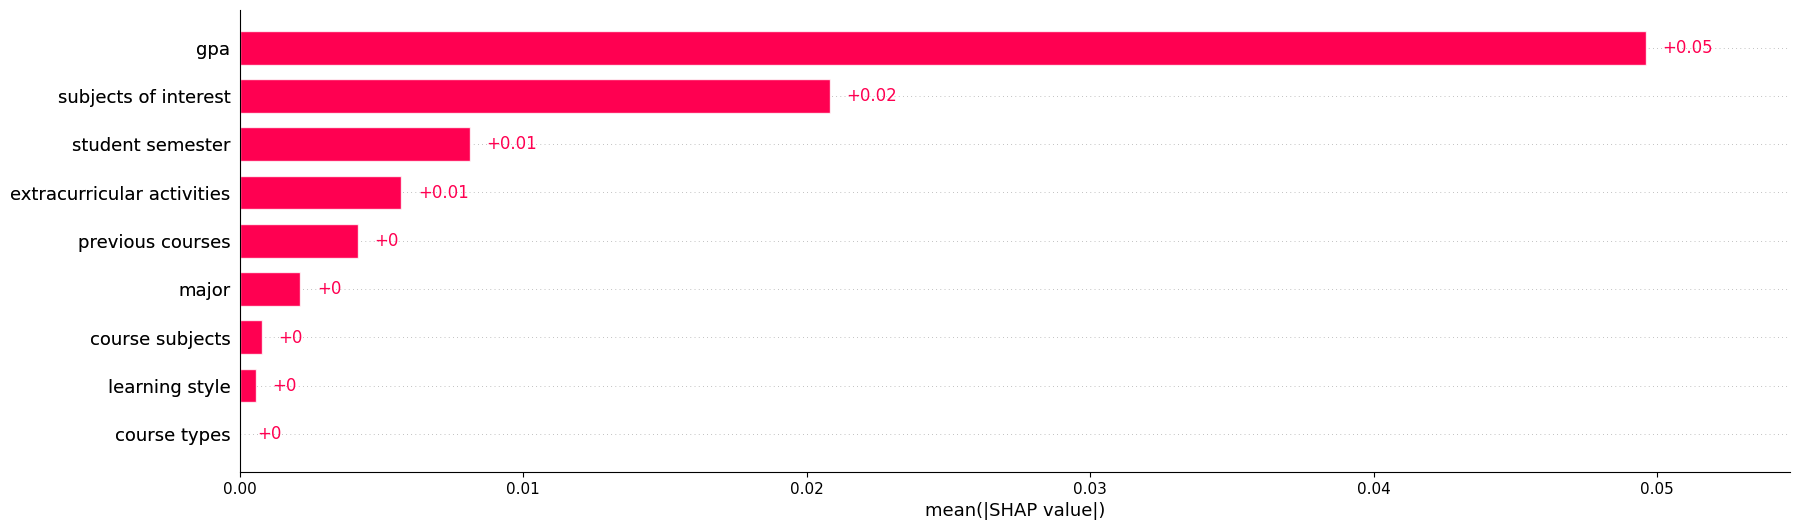 gpa +0.05
subjects of interest +0.02
student semester +0.01
extracurricular activities +0.01
previous courses +0
major +0
course subjects +0
learning style +0
course types +0
0.00 0.01 0.02 0.03 0.04 0.05
mean(|SHAP value|)